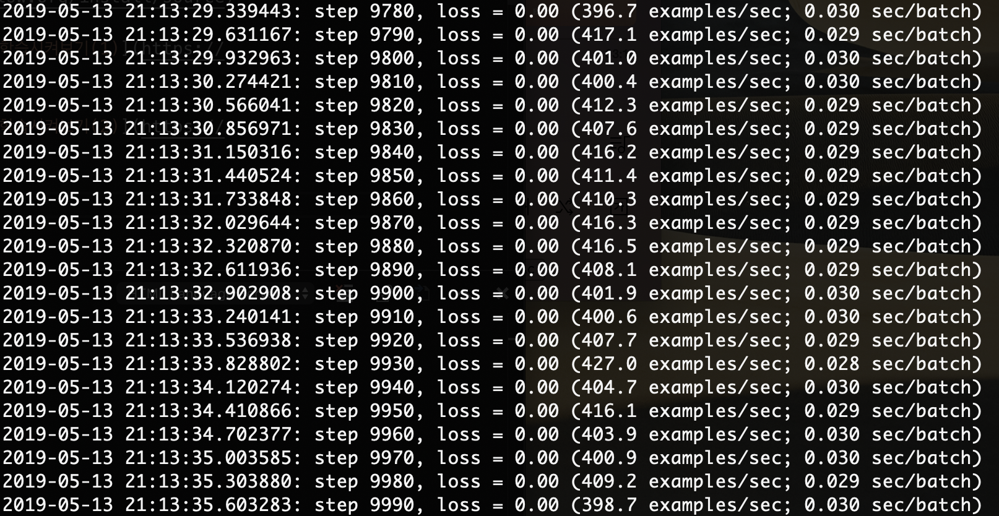 2019-05-13 21:13:29.339443: step 9780, loss = 0.00 (396.7 examples/sec; 0.030 sec/batch)
2019-05-13 21:13:29.631167: step 9790, loss = 0.00 (417.1 examples/sec; 0.029 sec/batch)
2019-05-13 21:13:29.932963: step 9800, loss = 0.00 (401.0 examples/sec; 0.030 sec/batch)
2019-05-13 21:13:30.274421: step 9810, loss = 0.00 (400.4 examples/sec; 0.030 sec/batch)
2019-05-13 21:13:30.566041: step 9820, loss = 0.00 (412.3 examples/sec; 0.029 sec/batch)
2019-05-13 21:13:30.856971: step 9830, loss = 0.00 (407.6 examples/sec; 0.029 sec/batch)
2019-05-13 21:13:31.150316: step 9840, loss = 0.00 (416.2 examples/sec; 0.029 sec/batch)
2019-05-13 21:13:31.440524: step 9850, loss = 0.00 (411.4 examples/sec; 0.029 sec/batch)
2019-05-13 21:13:31.733848: step 9860, loss = 0.00 (410.3 examples/sec; 0.029 sec/batch)
2019-05-13 21:13:32.029644: step 9870, loss = 0.00 (416.3 examples/sec; 0.029 sec/batch)
2019-05-13 21:13:32.320870: step 9880, loss = 0.00 (416.5 examples/sec; 0.029 sec/batch)
2019-05-13 21:13:32.611936: step 9890, loss = 0.00 (408.1 examples/sec; 0.029 sec/batch)
2019-05-13 21:13:32.902908: step 9900, loss = 0.00 (401.9 examples/sec; 0.030 sec/batch)
2019-05-13 21:13:33.240141: step 9910, loss = 0.00 (400.6 examples/sec; 0.030 sec/batch)
2019-05-13 21:13:33.536938: step 9920, loss = 0.00 (407.7 examples/sec; 0.029 sec/batch)
2019-05-13 21:13:33.828802: step 9930, loss = 0.00 (427.0 examples/sec; 0.028 sec/batch)
2019-05-13 21:13:34.120274: step 9940, loss = 0.00 (404.7 examples/sec; 0.030 sec/batch)
2019-05-13 21:13:34.410866: step 9950, loss = 0.00 (416.1 examples/sec; 0.029 sec/batch)
2019-05-13 21:13:34.702377: step 9960, loss = 0.00 (403.9 examples/sec; 0.030 sec/batch)
2019-05-13 21:13:35.003585: step 9970, loss = 0.00 (400.9 examples/sec; 0.030 sec/batch)
2019-05-13 21:13:35.303880: step 9980, loss = 0.00 (409.2 examples/sec; 0.029 sec/batch)
2019-05-13 21:13:35.603283: step 9990, loss = 0.00 (398.7 examples/sec; 0.030 sec/batch)